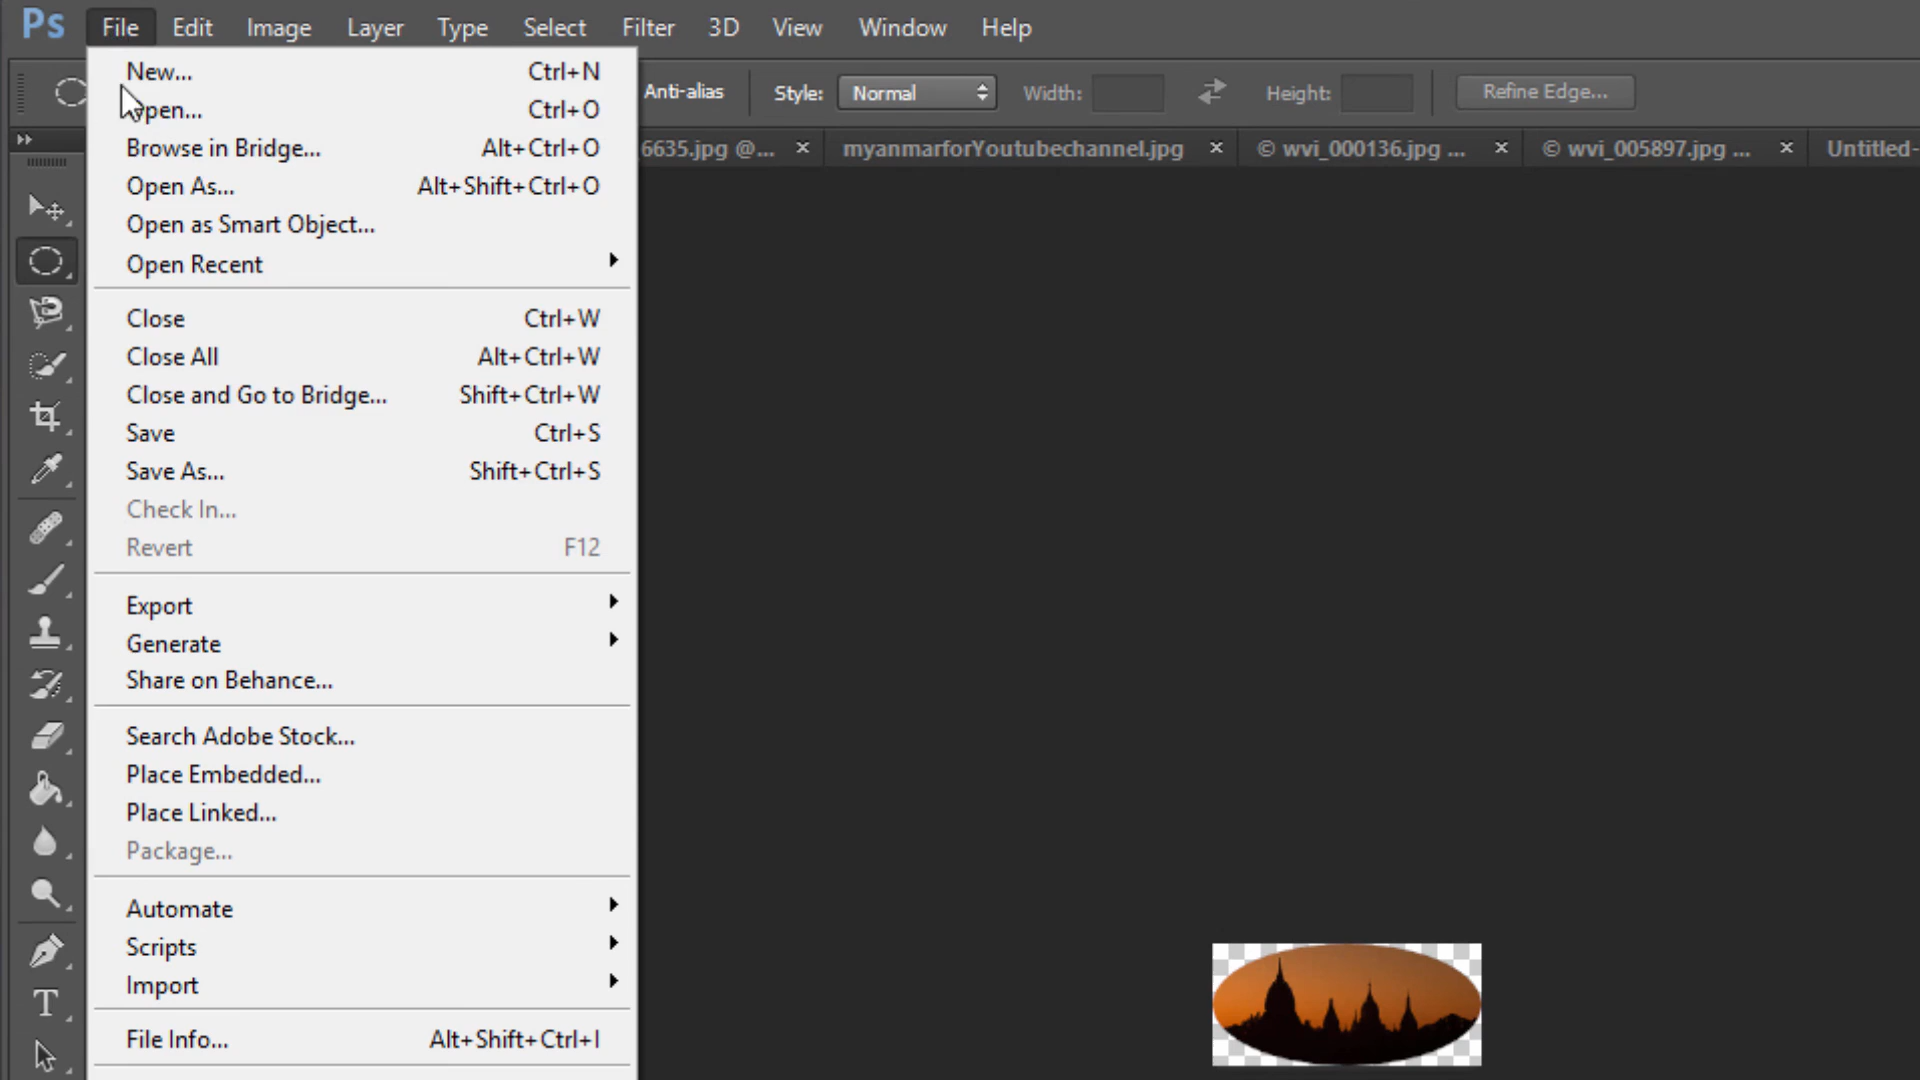 Ps File Edit Image Layer Type Select Filter 3D View Window Help
Anti-alias Style: Normal Width: Height: Refine Edge...
6635.jpg @... × myanmarforYoutubechannel.jpg × © wvi_000136.jpg ... × © wvi_005897.jpg ... × Untitled-
New... Ctrl+N
Open... Ctrl+O
Browse in Bridge... Alt+Ctrl+O
Open As... Alt+Shift+Ctrl+O
Open as Smart Object...
Open Recent
Close Ctrl+W
Close All Alt+Ctrl+W
Close and Go to Bridge... Shift+Ctrl+W
Save Ctrl+S
Save As... Shift+Ctrl+S
Check In...
Revert F12
Export
Generate
Share on Behance...
Search Adobe Stock...
Place Embedded...
Place Linked...
Package...
Automate
Scripts
Import
File Info... Alt+Shift+Ctrl+I